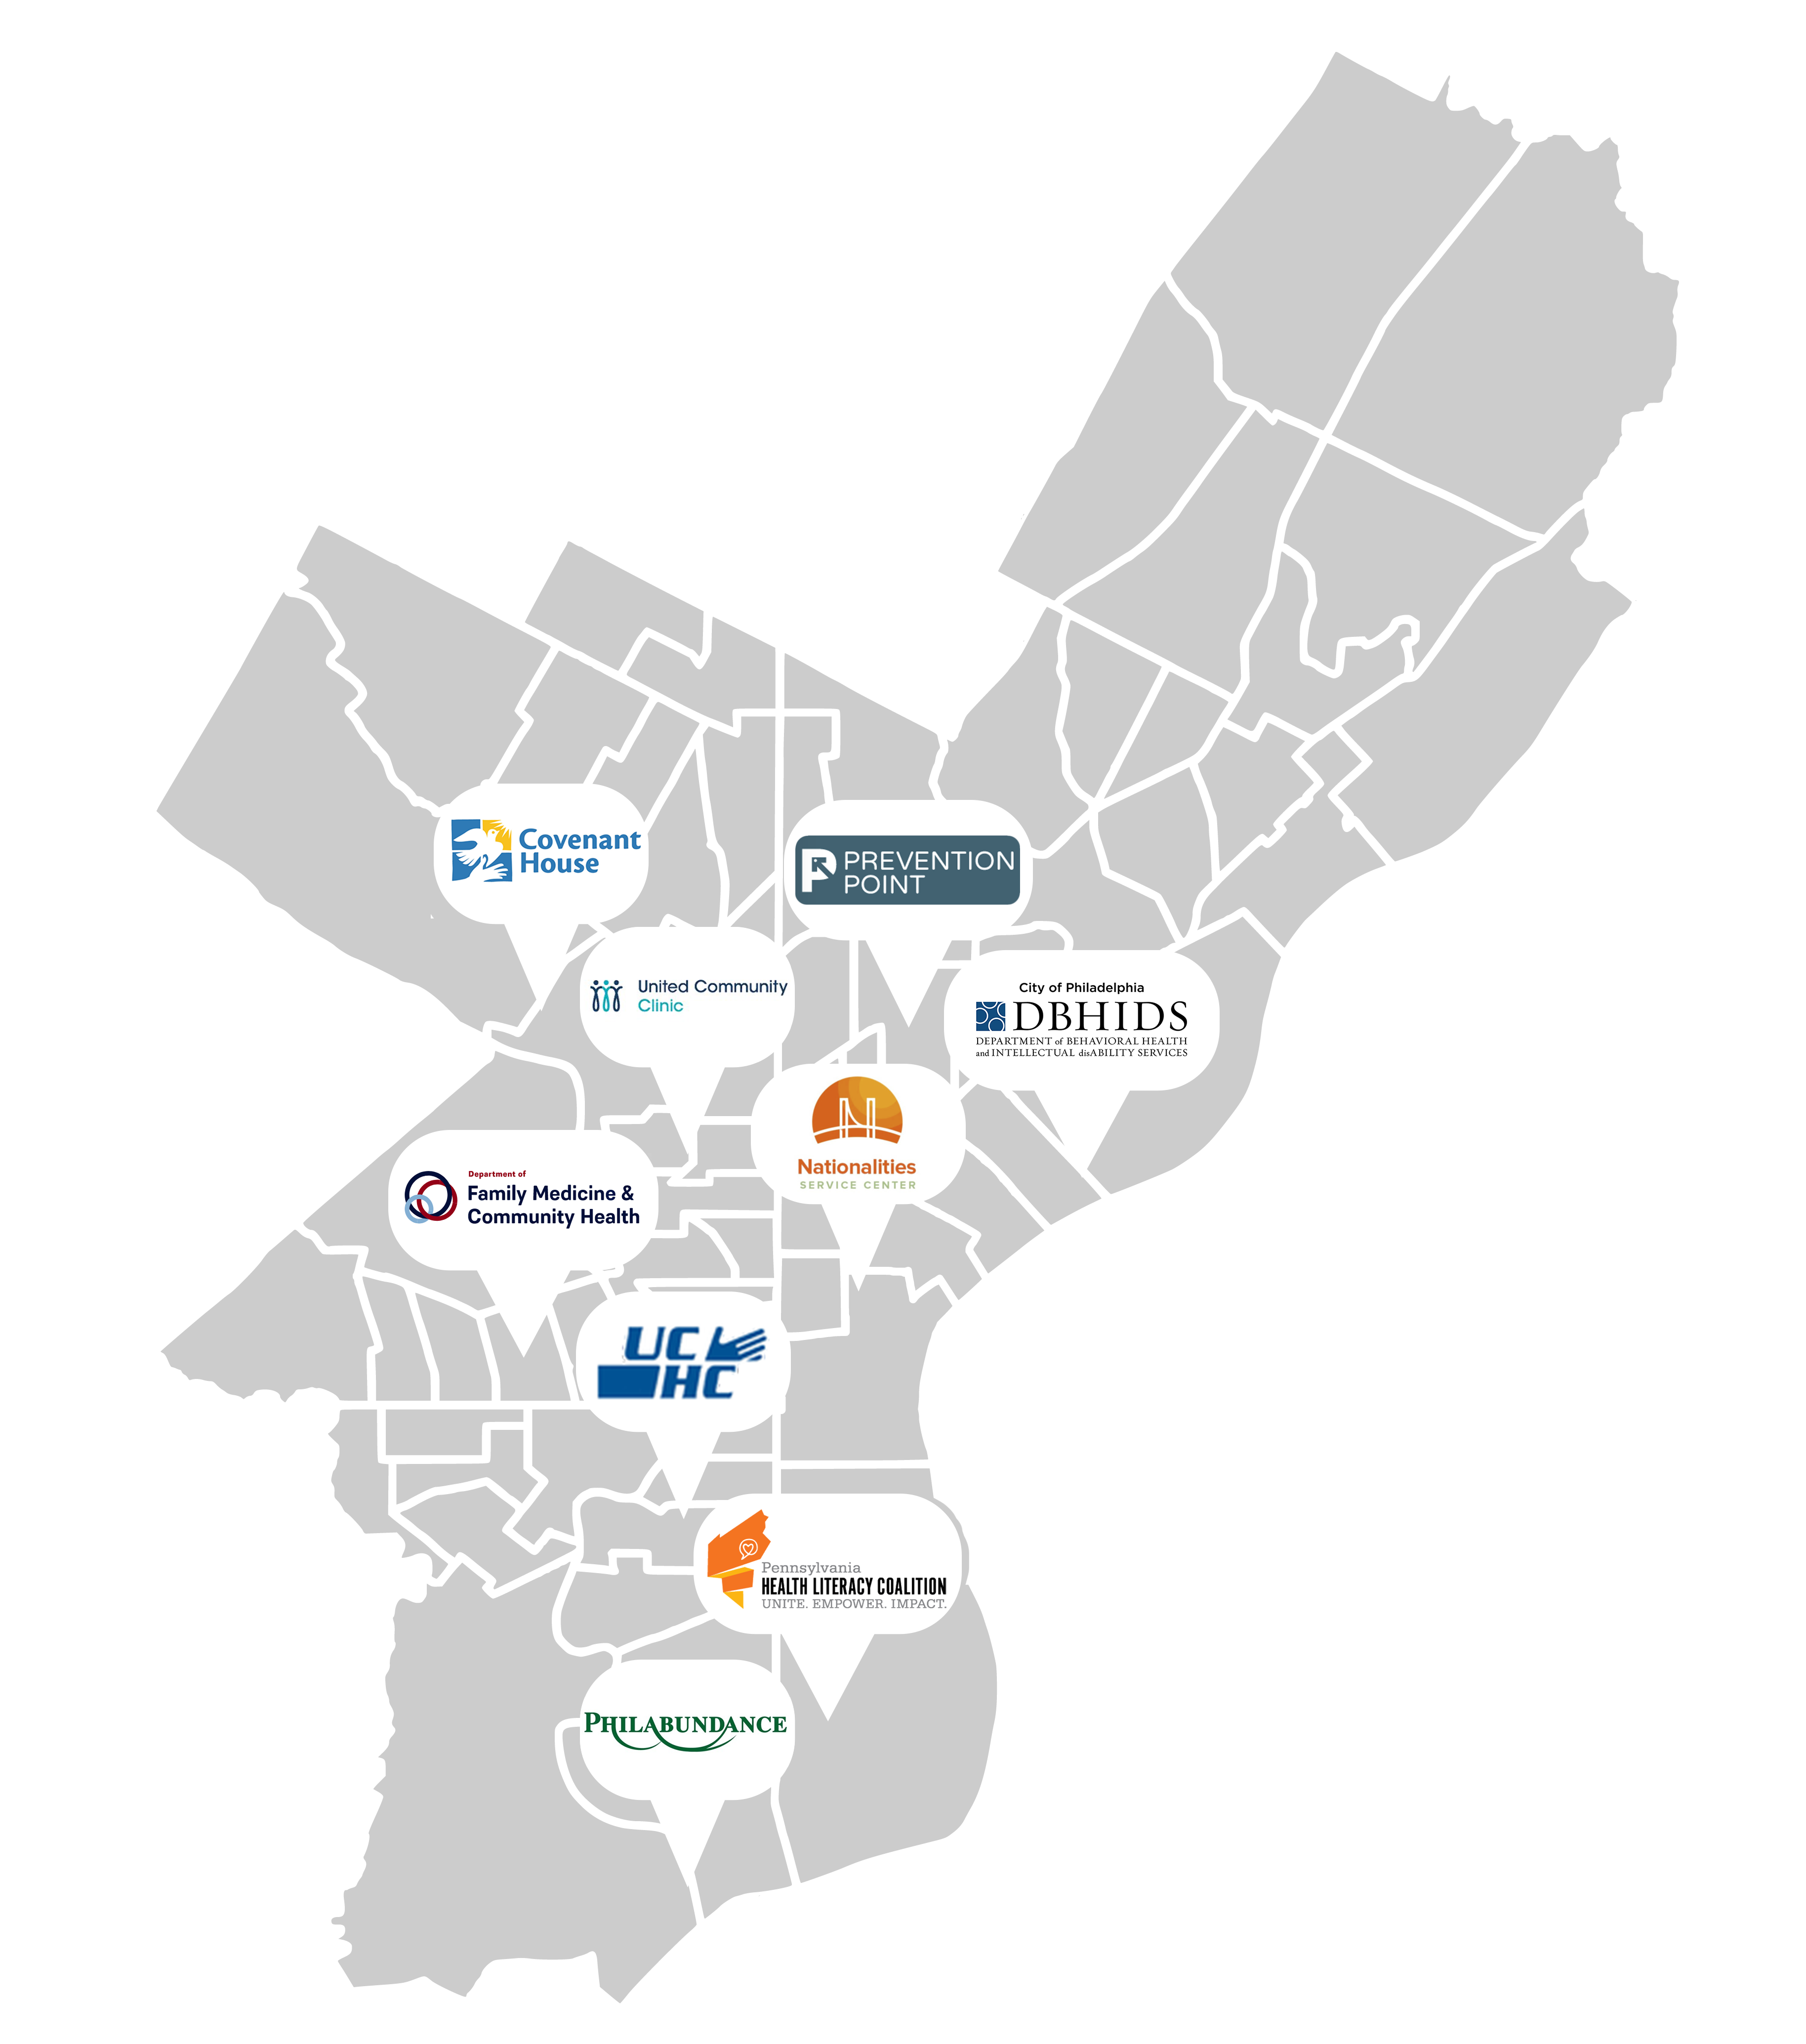 Covenant
House
PREVENTION
POINT
United Community
Clinic
City of Philadelphia
DBHIDS
DEPARTMENT of BEHAVIORAL HEALTH
and INTELLECTUAL disABILITY SERVICES
Nationalities
SERVICE CENTER
Department of
Family Medicine &
Community Health
UC
HC
Pennsylvania
HEALTH LITERACY COALITION
UNITE. EMPOWER. IMPACT.
PHILABUNDANCE